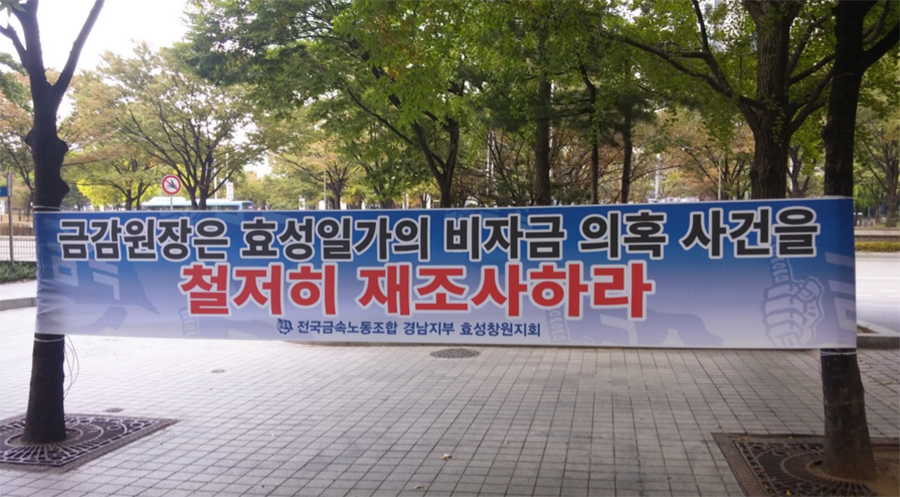 금감원장은 효성일가의 비자금 의혹 사건을
철저히 재조사하라
전국금속노동조합 경남지부 효성창원지회